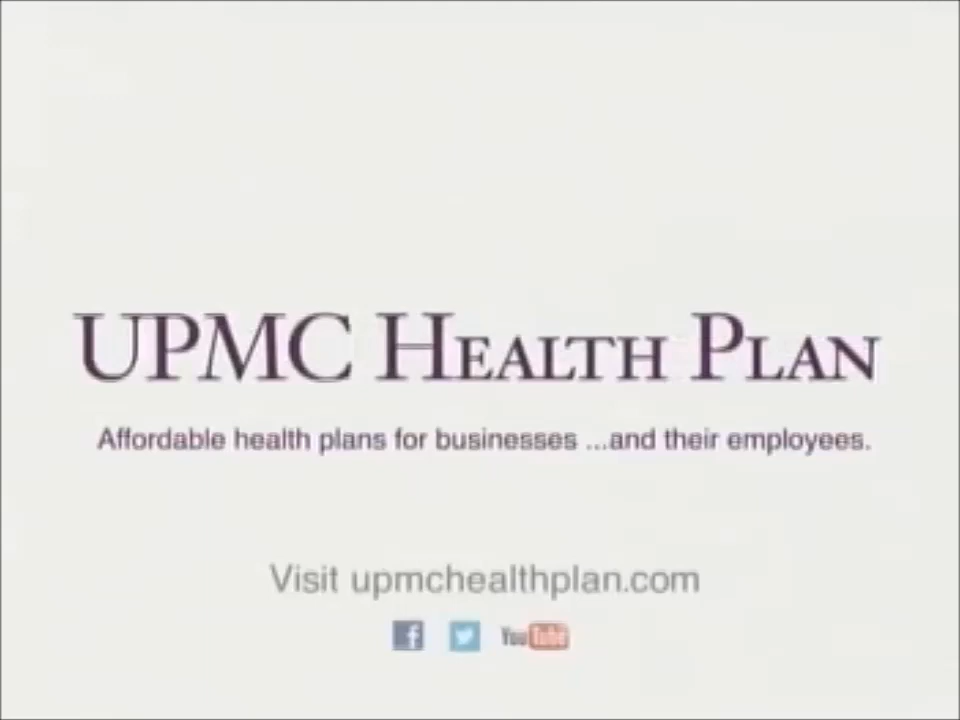 UPMC HEALTH PLAN
Affordable health plans for businesses ...and their employees.
Visit upmchealthplan.com
f YouTube